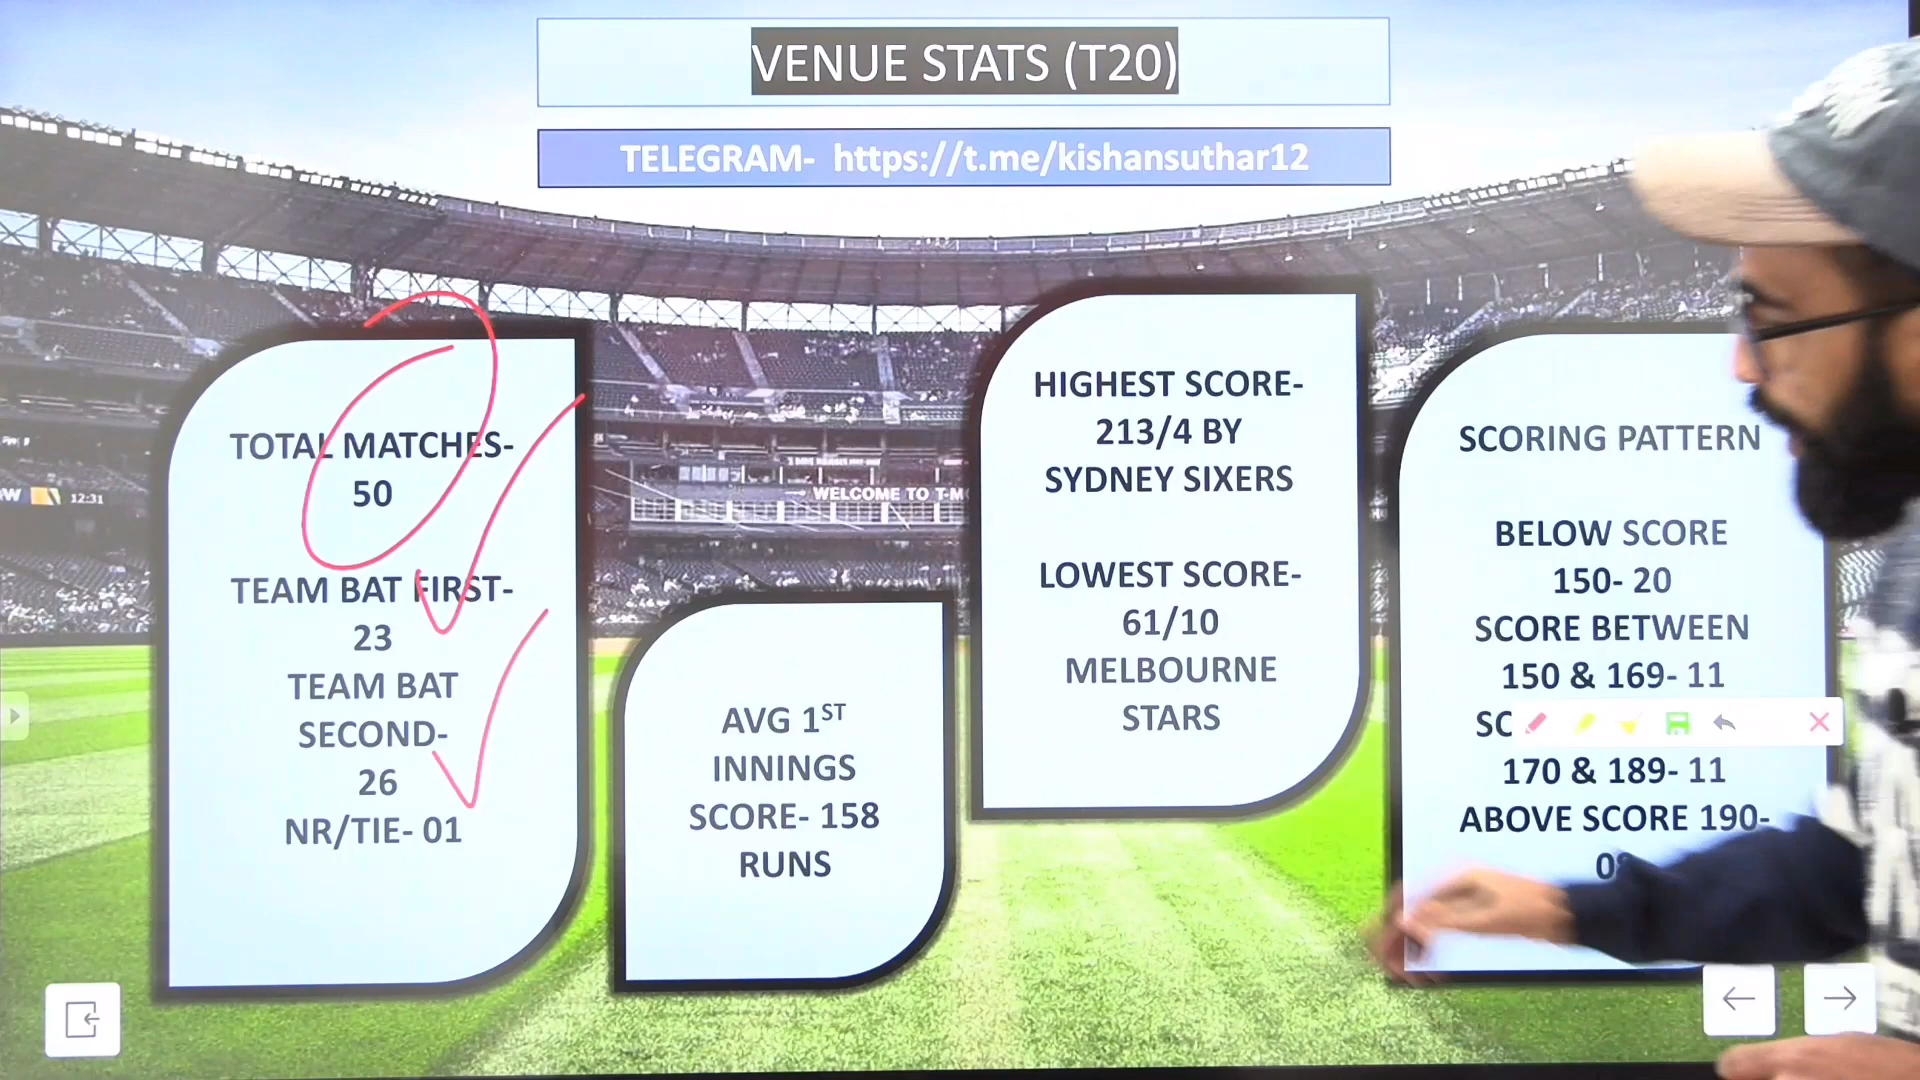 VENUE STATS (T20)
TELEGRAM- https://t.me/kishansuthar12
TOTAL MATCHES-
50
TEAM BAT FIRST-
23
TEAM BAT
SECOND-
26
NR/TIE- 01
AVG 1ST
INNINGS
SCORE- 158
RUNS
HIGHEST SCORE-
213/4 BY
SYDNEY SIXERS
LOWEST SCORE-
61/10
MELBOURNE
STARS
SCORING PATTERN
BELOW SCORE
150- 20
SCORE BETWEEN
150 & 169- 11
SC
170 & 189- 11
ABOVE SCORE 190-
WELCOME TO T-M
12:31